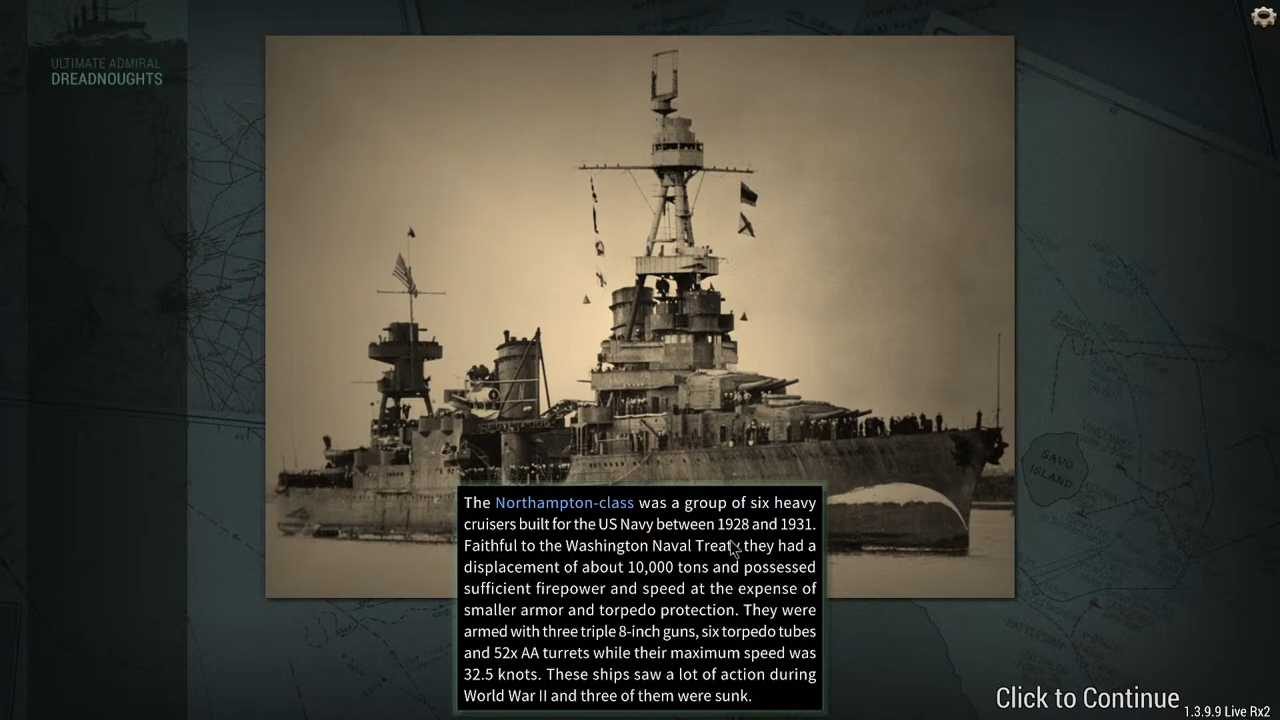 ULTIMATE ADMIRAL
DREADNOUGHTS
SAVO
ISLAND
The Northampton-class was a group of six heavy
cruisers built for the US Navy between 1928 and 1931.
Faithful to the Washington Naval Treaty they had a
displacement of about 10,000 tons and possessed
sufficient firepower and speed at the expense of
smaller armor and torpedo protection. They were
armed with three triple 8-inch guns, six torpedo tubes
and 52x AA turrets while their maximum speed was
32.5 knots. These ships saw a lot of action during
World War II and three of them were sunk.
Click to Continue
1.3.9.9 Live Rx2